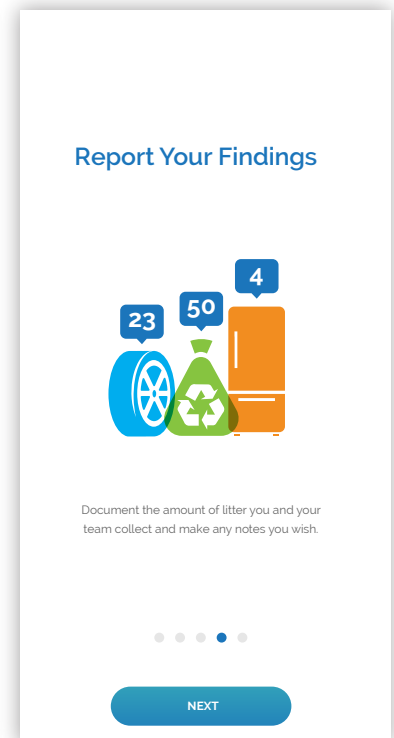 Report Your Findings
4
50
23
Document the amount of litter you and your
team collect and make any notes you wish.
NEXT